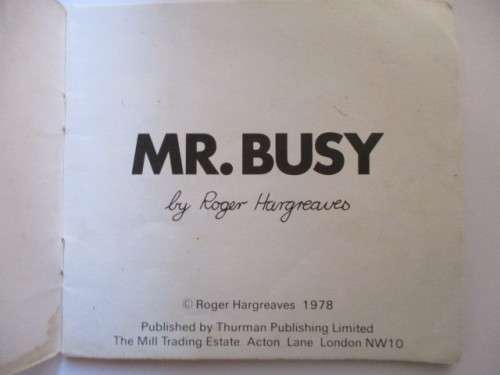 MR. BUSY
by Roger Hargreaves
© Roger Hargreaves 1978
Published by Thurman Publishing Limited
The Mill Trading Estate. Acton Lane London NW10